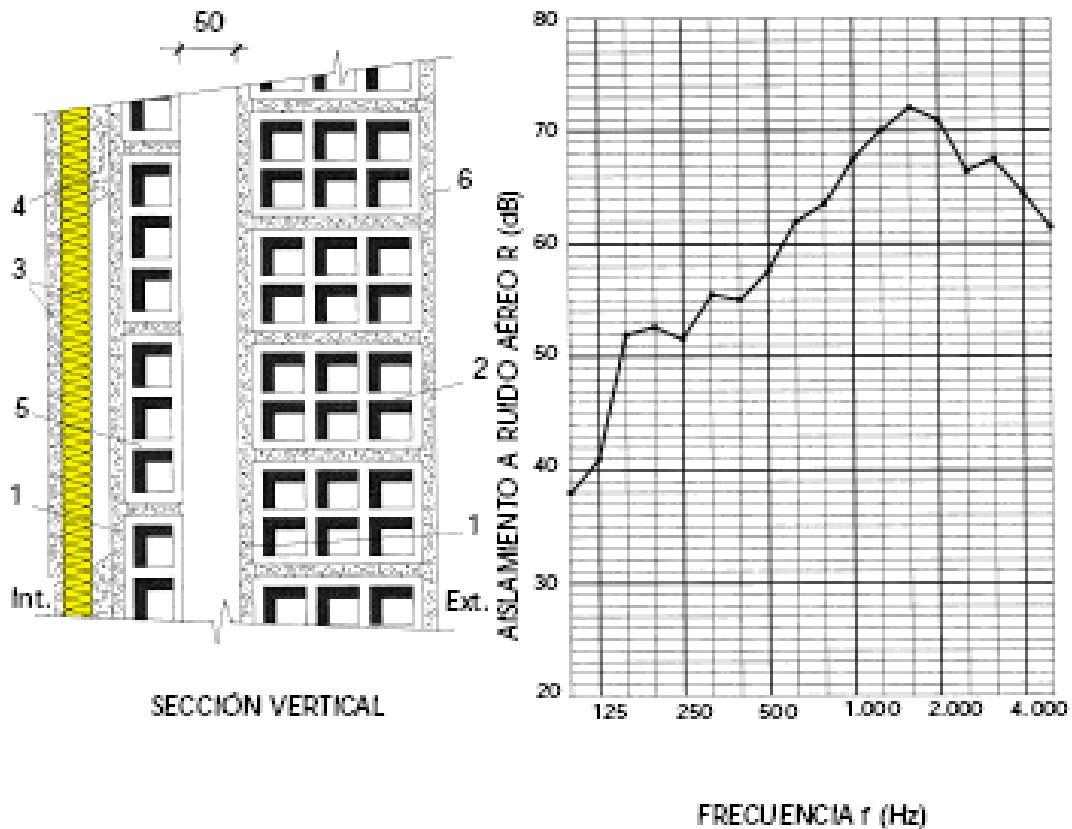 50
4
3
5
1
Int.
6
2
1
Ext.
SECCIÓN VERTICAL
AISLAMIENTO A RUIDO AÉREO R (dB)
80
70
60
50
40
30
20
125 250 500 1.000 2.000 4.000
FRECUENCIA f (Hz)